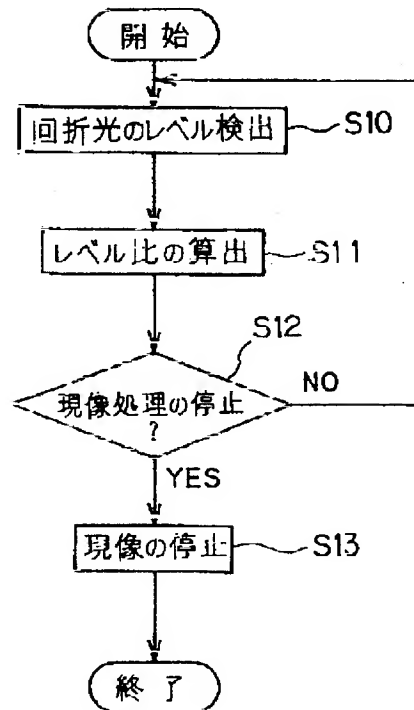 開始
回折光のレベル検出
S10
レベル比の算出
S11
S12
現像処理の停止
?
NO
YES
現像の停止
S13
終了